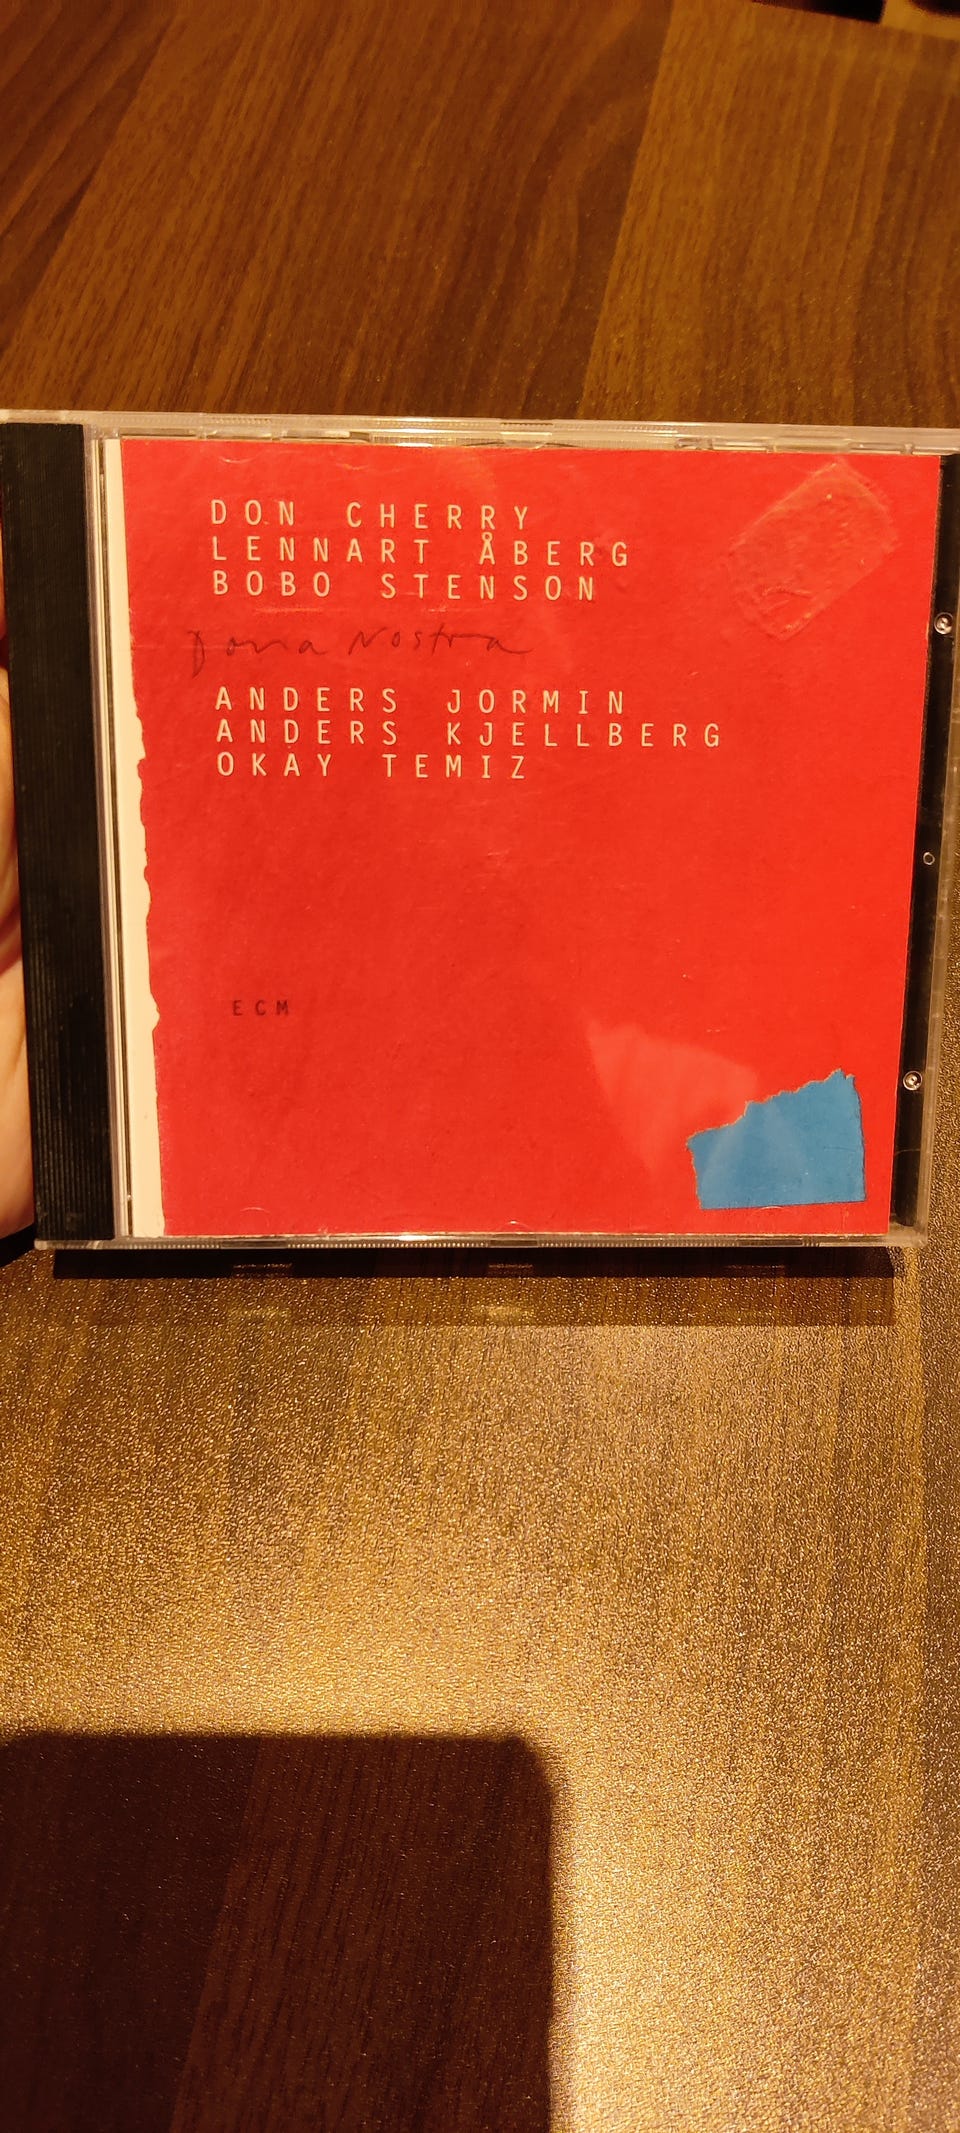 DON CHERRY
LENNART ÅBERG
BOBO STENSON
Dona Nostra
ANDERS JORMIN
ANDERS KJELLBERG
OKAY TEMIZ
ECM